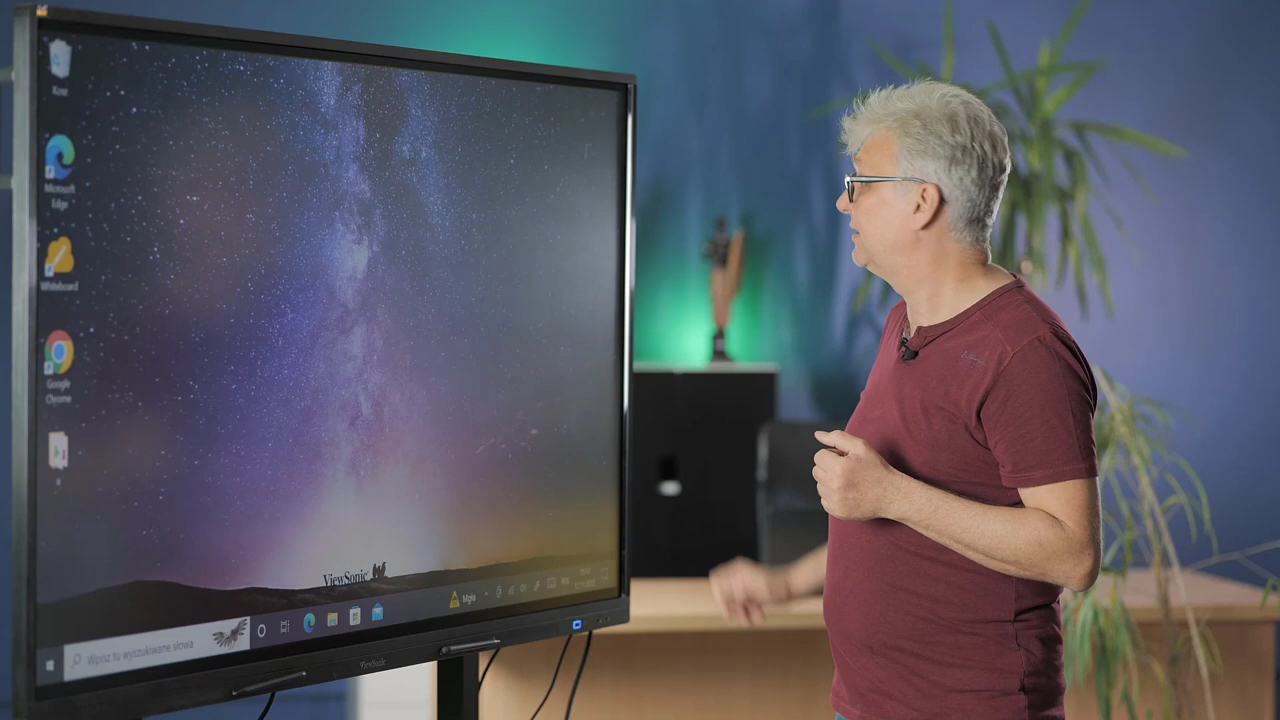 Kosz
Microsoft
Edge
Whiteboard
Google
Chrome
ViewSonic
Mgła
Wpisz tu wyszukiwane słowa
ViewSonic